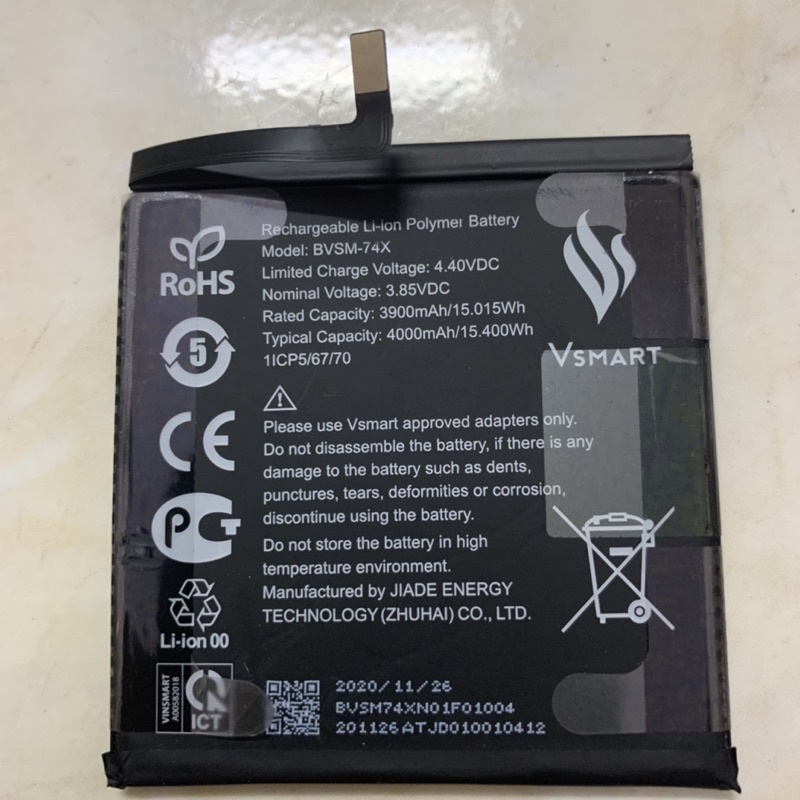 Rechargeable Li-ion Polymer Battery
Model: BVSM-74X
Limited Charge Voltage: 4.40VDC
Nominal Voltage: 3.85VDC
Rated Capacity: 3900mAh/15.015Wh
Typical Capacity: 4000mAh/15.400Wh
1ICP5/67/70
RoHS
5
CE
PCT
Li-ion 00
VSMART
Please use Vsmart approved adapters only.
Do not disassemble the battery, if there is any
damage to the battery such as dents,
punctures, tears, deformities or corrosion,
discontinue using the battery.
Do not store the battery in high
temperature environment.
Manufactured by JIADE ENERGY
TECHNOLOGY(ZHUHAI) CO., LTD.
VINSMART
A00582018
ICT
2020/11/26
BVSM74XN01F01004
201126ATJD010010412